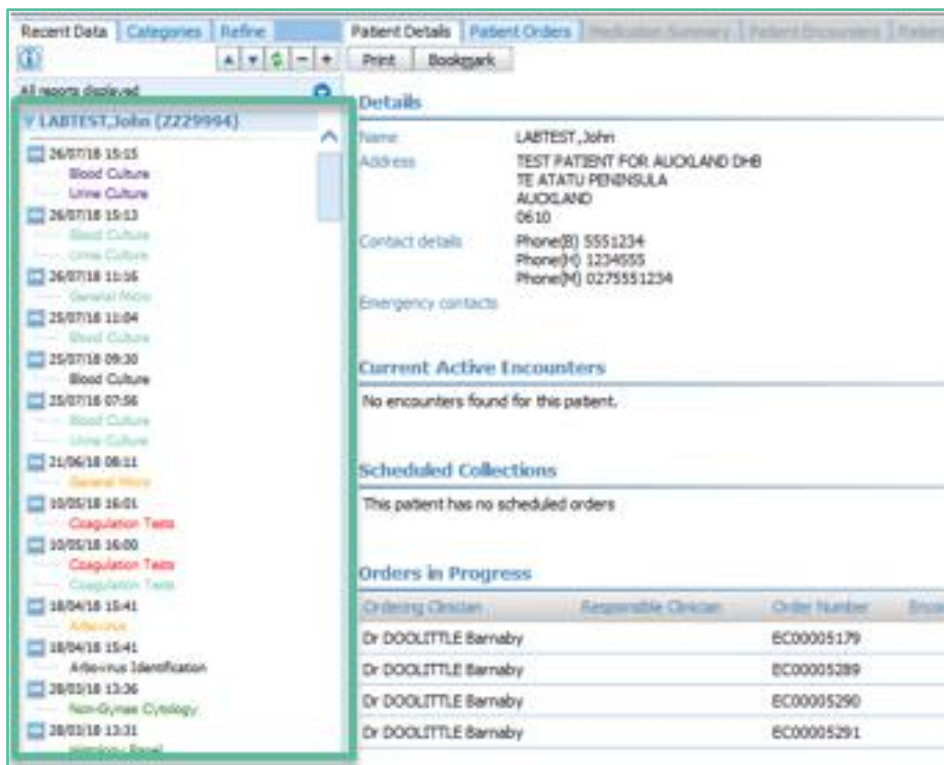 Recent Data Categories Refine
Patient Details Patient Orders Medication Summary Patient Encounters Patient
Print Bookmark
All reports displayed
LABTEST,John (ZZZ9994)
26/07/18 15:15
Blood Culture
Urine Culture
26/07/18 15:13
Blood Culture
Urine Culture
26/07/18 11:16
General Micro
25/07/18 11:04
Blood Culture
25/07/18 09:30
Blood Culture
25/07/18 07:56
Blood Culture
Urine Culture
21/06/18 08:11
General Micro
10/05/18 16:01
Coagulation Tests
10/05/18 16:00
Coagulation Tests
Coagulation Tests
18/04/18 15:41
Arbovirus
18/04/18 15:41
Arbovirus Identification
28/03/18 13:36
Non-Gynae Cytology
28/03/18 13:31
Histology Panel
Details
Name LABTEST,John
Address TEST PATIENT FOR AUCKLAND DHB
TE ATATU PENINSULA
AUCKLAND
0610
Contact details Phone(B) 5551234
Phone(H) 1234555
Phone(M) 0275551234
Emergency contacts
Current Active Encounters
No encounters found for this patient.
Scheduled Collections
This patient has no scheduled orders
Orders in Progress
Ordering Clinician Responsible Clinician Order Number
Dr DOOLITTLE Barnaby EC00005179
Dr DOOLITTLE Barnaby EC00005289
Dr DOOLITTLE Barnaby EC00005290
Dr DOOLITTLE Barnaby EC00005291